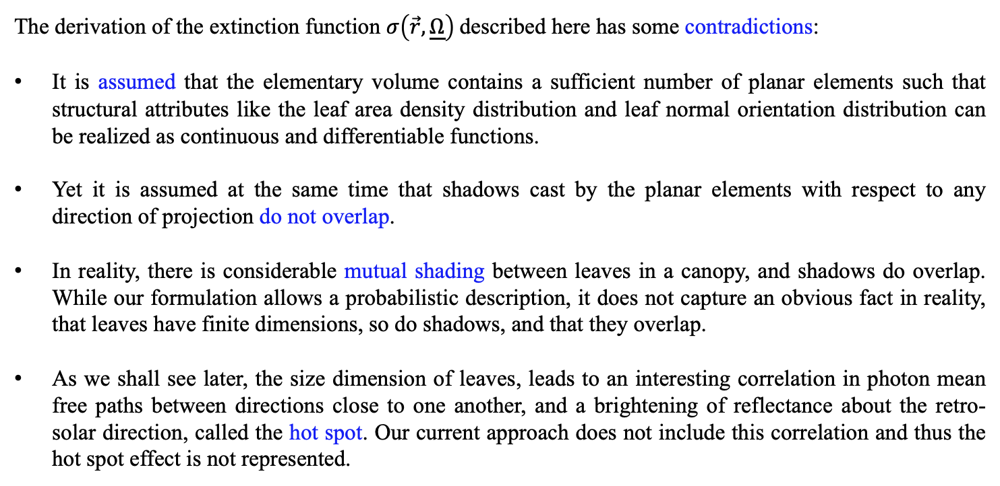 The derivation of the extinction function σ(r⃗, Ω̲) described here has some contradictions:
• It is assumed that the elementary volume contains a sufficient number of planar elements such that
structural attributes like the leaf area density distribution and leaf normal orientation distribution can
be realized as continuous and differentiable functions.
• Yet it is assumed at the same time that shadows cast by the planar elements with respect to any
direction of projection do not overlap.
• In reality, there is considerable mutual shading between leaves in a canopy, and shadows do overlap.
While our formulation allows a probabilistic description, it does not capture an obvious fact in reality,
that leaves have finite dimensions, so do shadows, and that they overlap.
• As we shall see later, the size dimension of leaves, leads to an interesting correlation in photon mean
free paths between directions close to one another, and a brightening of reflectance about the retro-
solar direction, called the hot spot. Our current approach does not include this correlation and thus the
hot spot effect is not represented.